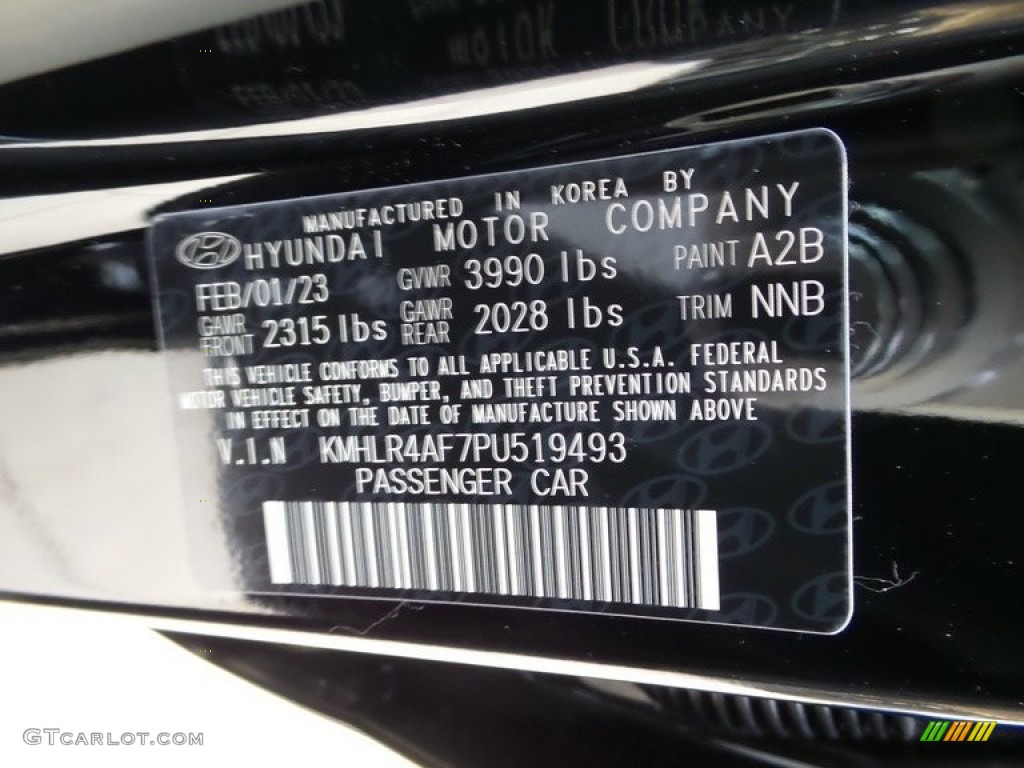 MANUFACTURED IN KOREA BY
HYUNDAI MOTOR COMPANY
FEB/01/23 GVWR 3990 lbs PAINT A2B
GAWR FRONT 2315 lbs GAWR REAR 2028 lbs TRIM NNB
THIS VEHICLE CONFORMS TO ALL APPLICABLE U.S.A. FEDERAL
MOTOR VEHICLE SAFETY, BUMPER, AND THEFT PREVENTION STANDARDS
IN EFFECT ON THE DATE OF MANUFACTURE SHOWN ABOVE
V.I.N KMHLR4AF7PU519493
PASSENGER CAR
GTCARLOT.COM